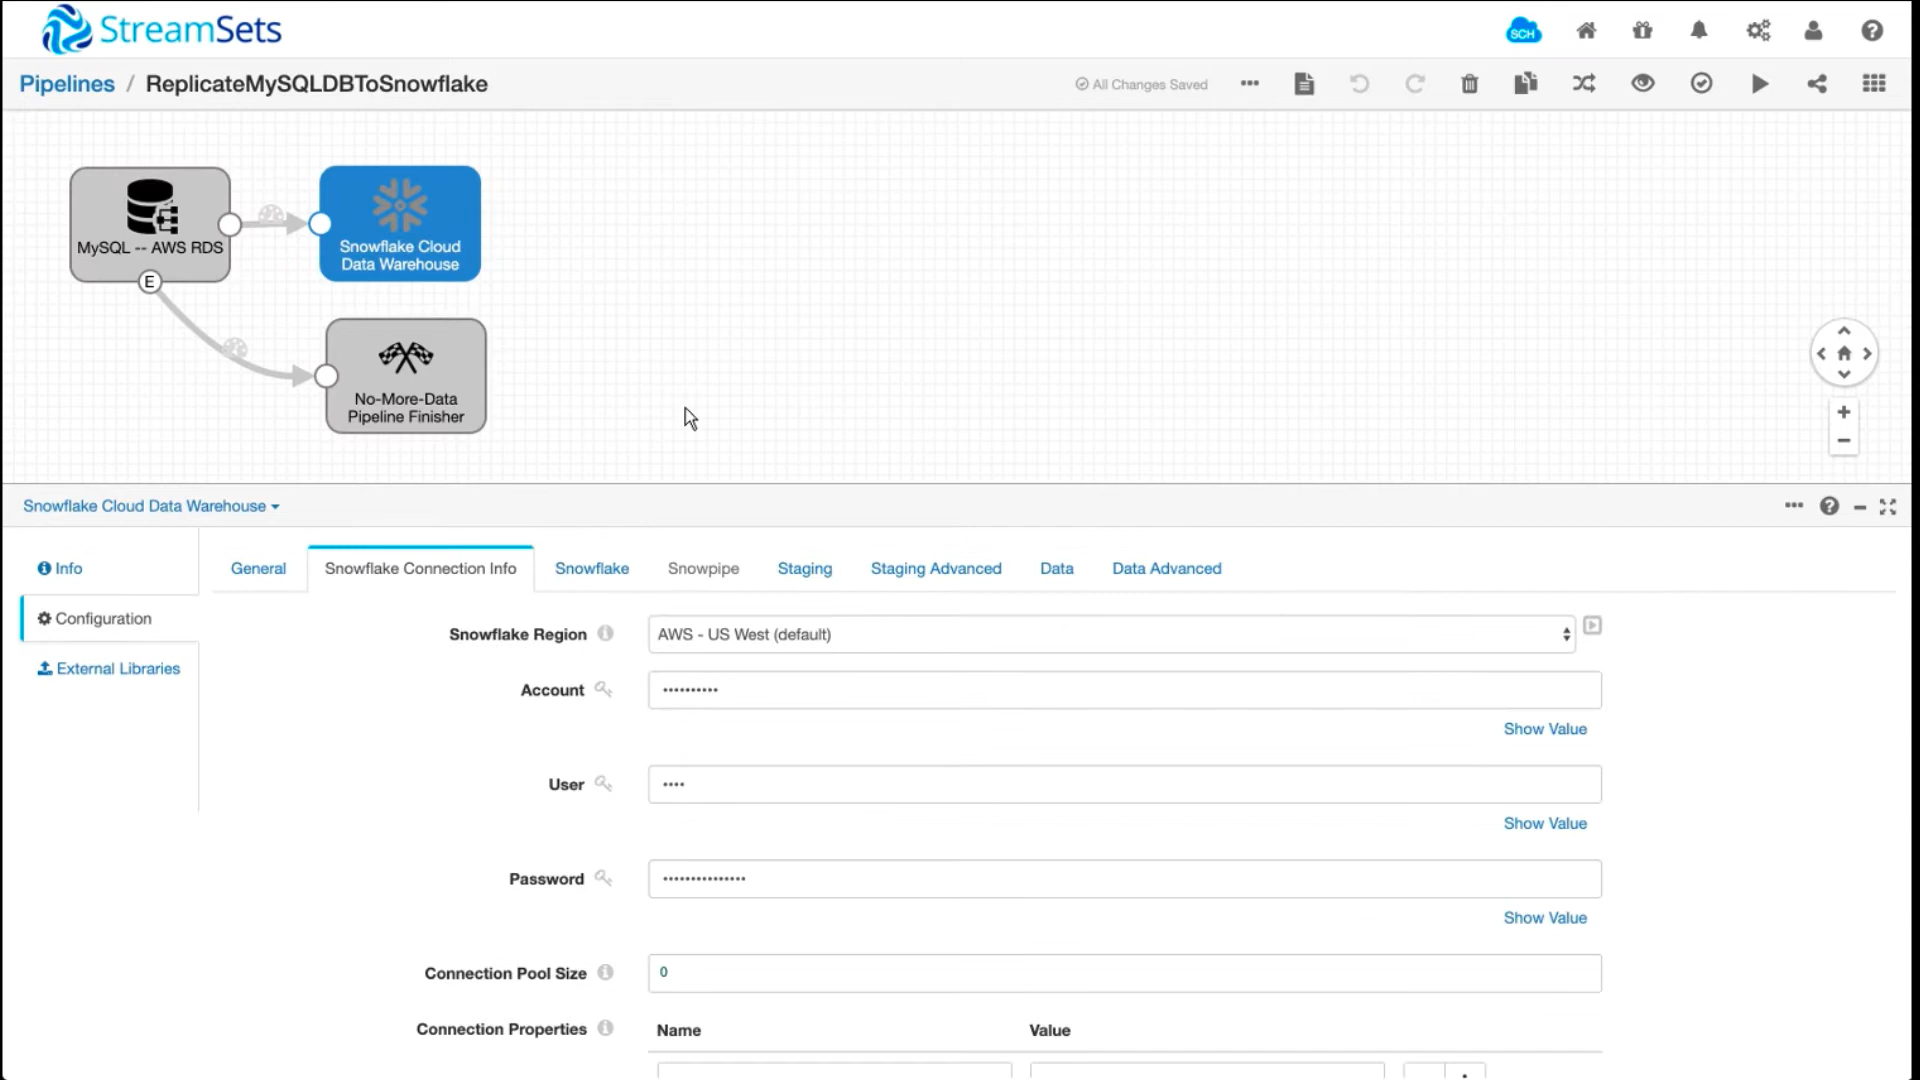 StreamSets
SCH
Pipelines / ReplicateMySQLDBToSnowflake
All Changes Saved
MySQL -- AWS RDS
E
Snowflake Cloud
Data Warehouse
No-More-Data
Pipeline Finisher
Snowflake Cloud Data Warehouse
Info
Configuration
External Libraries
General
Snowflake Connection Info
Snowflake
Snowpipe
Staging
Staging Advanced
Data
Data Advanced
Snowflake Region
AWS - US West (default)
Account
••••••••••
Show Value
User
••••
Show Value
Password
•••••••••••••••
Show Value
Connection Pool Size
0
Connection Properties
Name
Value